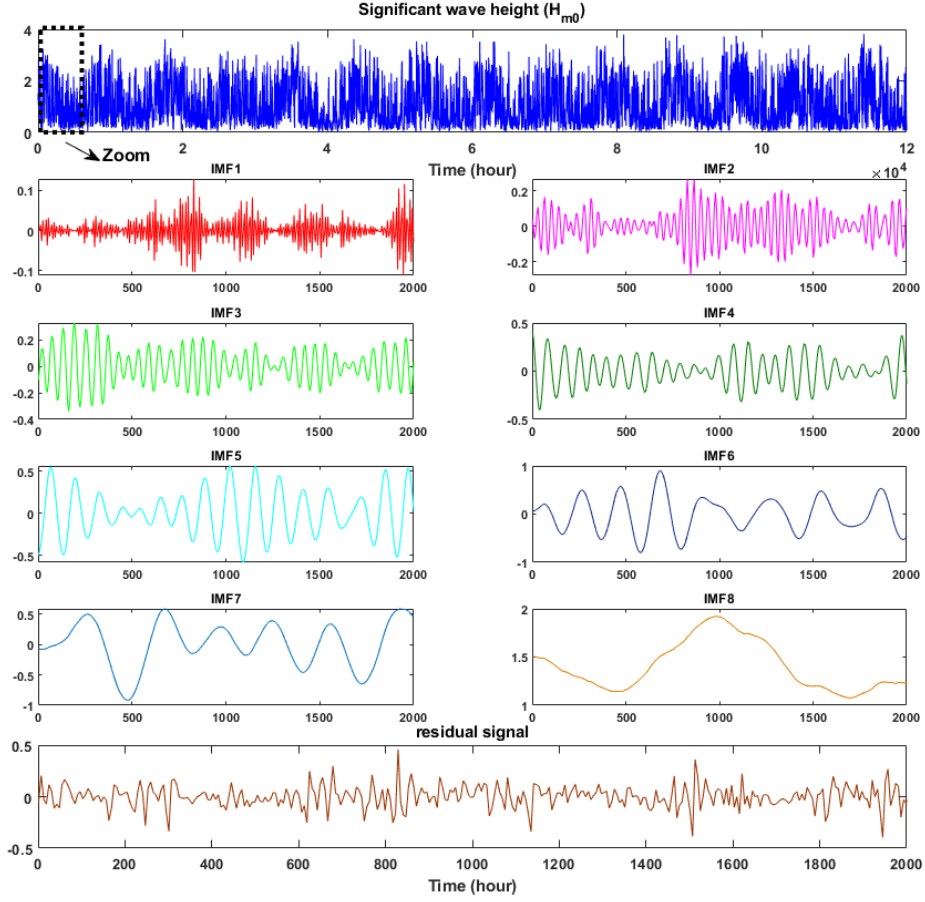 Significant wave height (Hm0)
4
2
0
0 2 4 6 8 10 12
Zoom
Time (hour)
×10^4
IMF1 IMF2
0.1
0
-0.1
0 500 1000 1500 2000
0.2
0
-0.2
0 500 1000 1500 2000
IMF3 IMF4
0.2
0
-0.2
-0.4
0 500 1000 1500 2000
0.5
0
-0.5
0 500 1000 1500 2000
IMF5 IMF6
0.5
0
-0.5
0 500 1000 1500 2000
1
0
-1
0 500 1000 1500 2000
IMF7 IMF8
0.5
0
-0.5
-1
0 500 1000 1500 2000
2
1.5
1
0 500 1000 1500 2000
residual signal
0.5
0
-0.5
0 200 400 600 800 1000 1200 1400 1600 1800 2000
Time (hour)